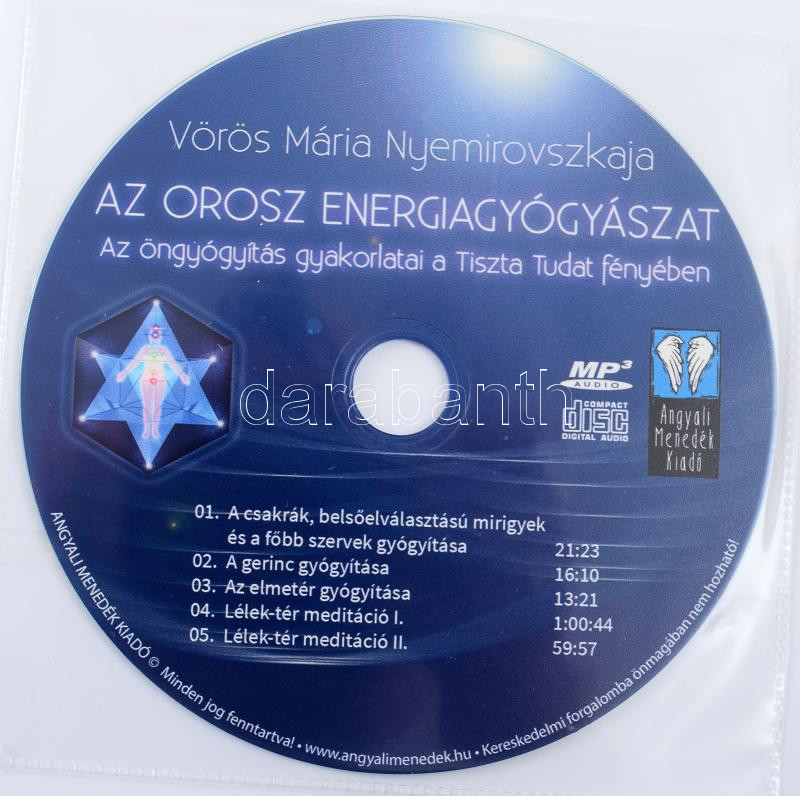 Vörös Mária Nyemirovszkaja
AZ OROSZ ENERGIAGYÓGYÁSZAT
Az öngyógyítás gyakorlatai a Tiszta Tudat fényében
darabanth
MP3
AUDIO
COMPACT
disc
DIGITAL AUDIO
Angyali
Menedék
Kiadó
01. A csakrák, belsőelválasztású mirigyek
és a főbb szervek gyógyítása 21:23
02. A gerinc gyógyítása 16:10
03. Az elmetér gyógyítása 13:21
04. Lélek-tér meditáció I. 1:00:44
05. Lélek-tér meditáció II. 59:57
ANGYALI MENEDÉK KIADÓ © Minden jog fenntartva! • www.angyalimenedek.hu • Kereskedelmi forgalomba önmagában nem hozható!